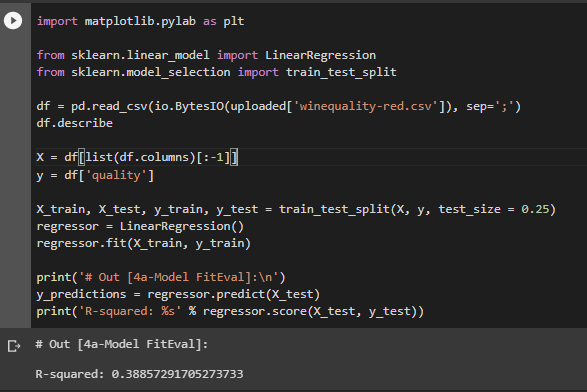 import matplotlib.pylab as plt
from sklearn.linear_model import LinearRegression
from sklearn.model_selection import train_test_split
df = pd.read_csv(io.BytesIO(uploaded['winequality-red.csv']), sep=';')
df.describe
X = df[list(df.columns)[:-1]]
y = df['quality']
X_train, X_test, y_train, y_test = train_test_split(X, y, test_size = 0.25)
regressor = LinearRegression()
regressor.fit(X_train, y_train)
print('# Out [4a-Model FitEval]:\n')
y_predictions = regressor.predict(X_test)
print('R-squared: %s' % regressor.score(X_test, y_test))
# Out [4a-Model FitEval]:
R-squared: 0.38857291705273733